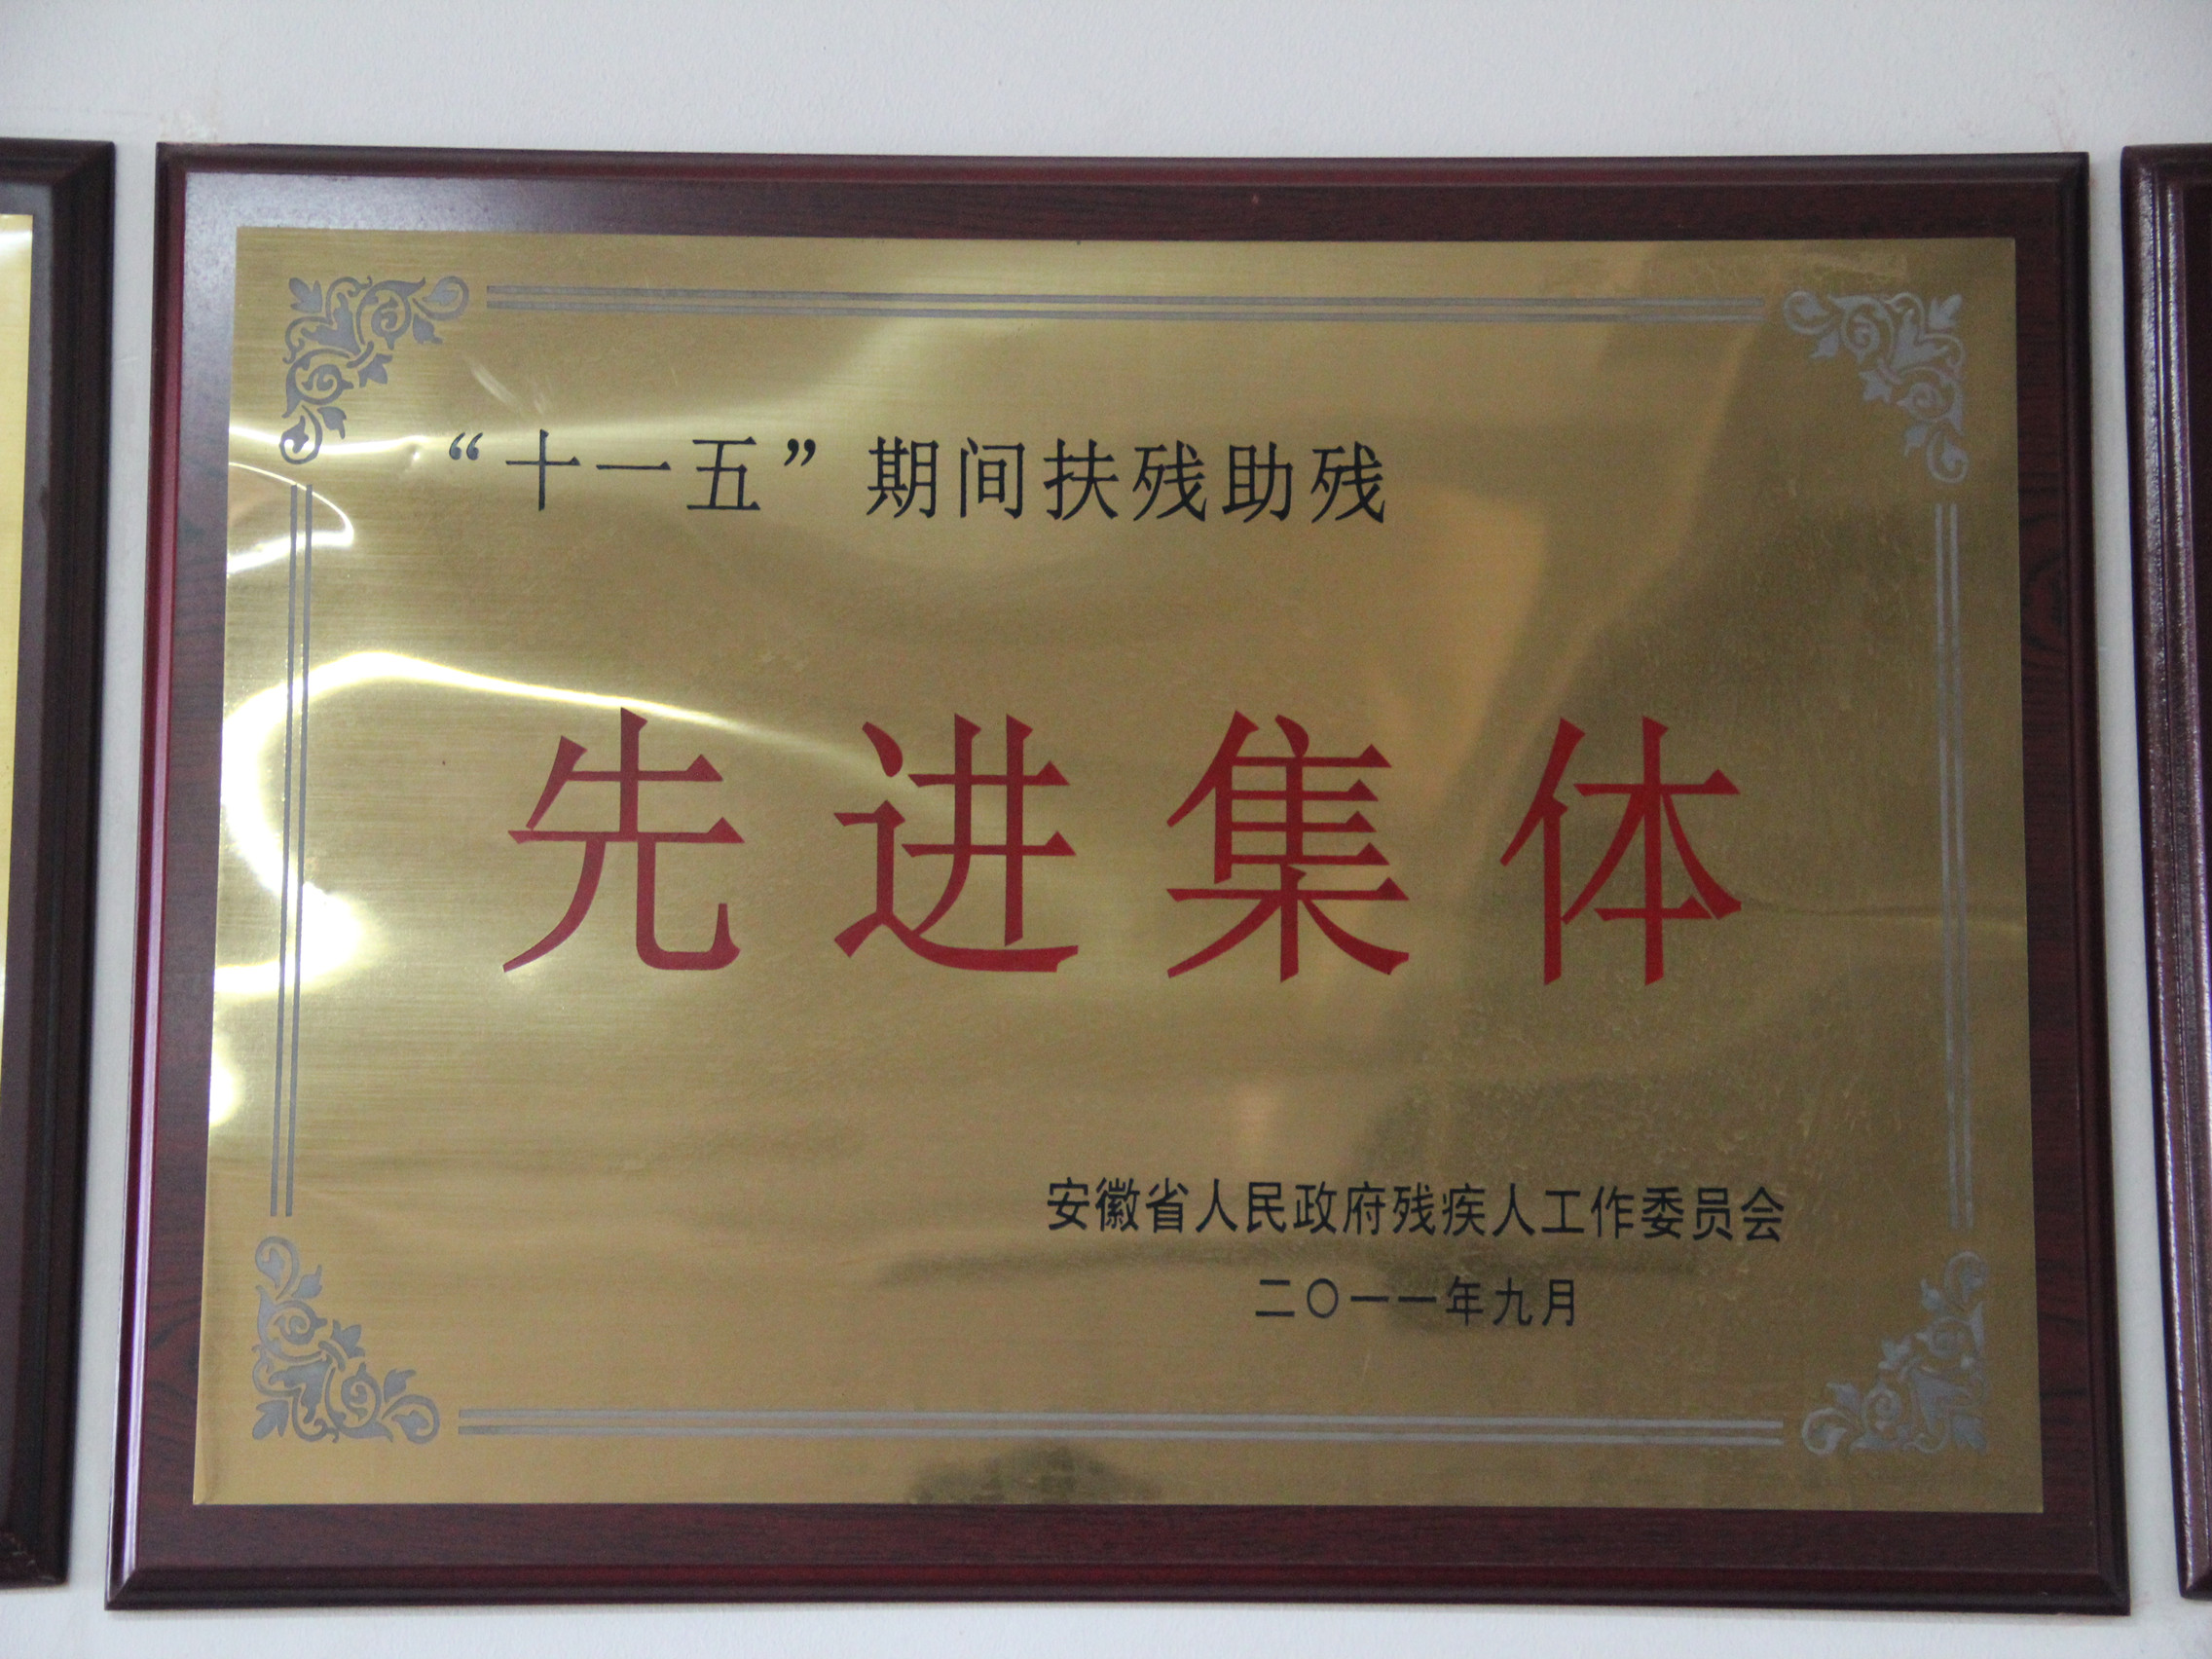 “十一五”期间扶残助残
先进集体
安徽省人民政府残疾人工作委员会
二〇一一年九月